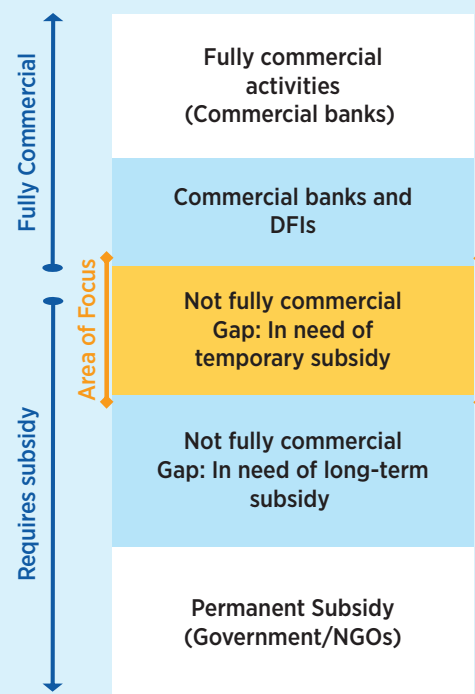 Fully Commercial
Requires subsidy
Area of Focus
Fully commercial
activities
(Commercial banks)
Commercial banks and
DFIs
Not fully commercial
Gap: In need of
temporary subsidy
Not fully commercial
Gap: In need of long-term
subsidy
Permanent Subsidy
(Government/NGOs)